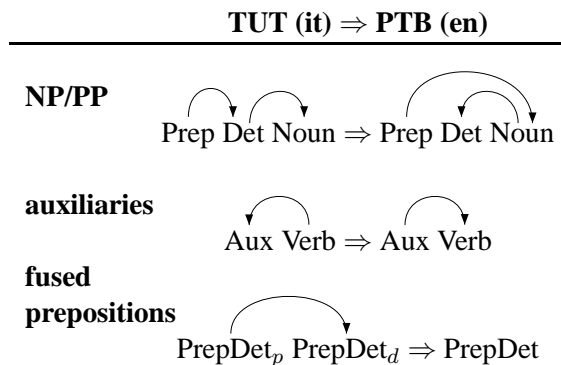 TUT (it) ⇒ PTB (en)
NP/PP
Prep Det Noun ⇒ Prep Det Noun
auxiliaries
Aux Verb ⇒ Aux Verb
fused
prepositions
PrepDetₚ PrepDet_d ⇒ PrepDet